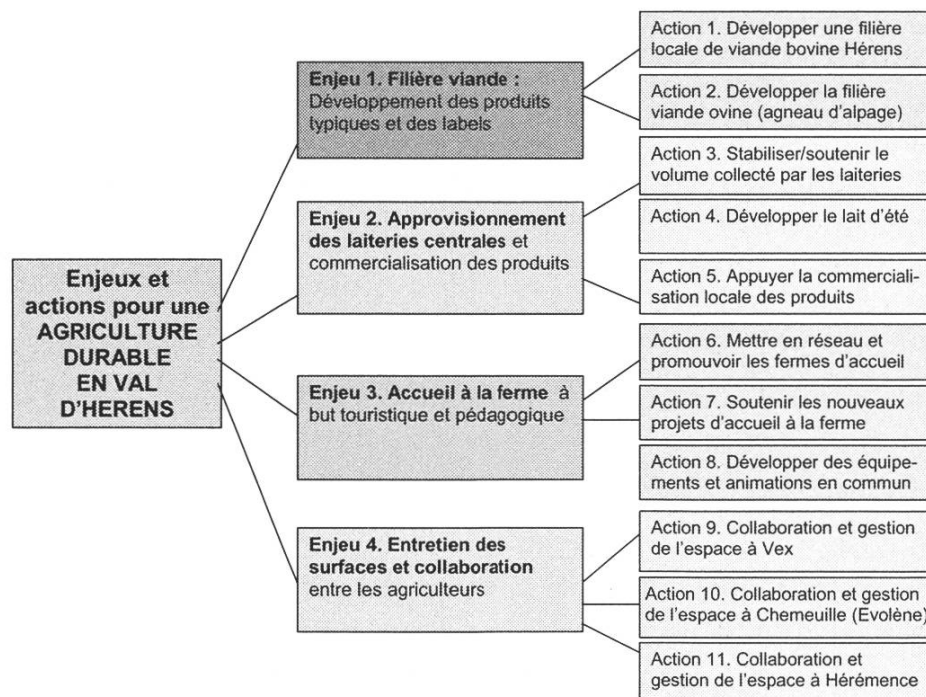 Enjeux et
actions pour une
AGRICULTURE
DURABLE
EN VAL
D'HERENS
Enjeu 1. Filière viande :
Développement des produits
typiques et des labels
Action 1. Développer une filière
locale de viande bovine Hérens
Action 2. Développer la filière
viande ovine (agneau d'alpage)
Enjeu 2. Approvisionnement
des laiteries centrales et
commercialisation des produits
Action 3. Stabiliser/soutenir le
volume collecté par les laiteries
Action 4. Développer le lait d'été
Action 5. Appuyer la commerciali-
sation locale des produits
Enjeu 3. Accueil à la ferme à
but touristique et pédagogique
Action 6. Mettre en réseau et
promouvoir les fermes d'accueil
Action 7. Soutenir les nouveaux
projets d'accueil à la ferme
Action 8. Développer des équipe-
ments et animations en commun
Enjeu 4. Entretien des
surfaces et collaboration
entre les agriculteurs
Action 9. Collaboration et gestion
de l'espace à Vex
Action 10. Collaboration et gestion
de l'espace à Chemeuille (Evolène)
Action 11. Collaboration et
gestion de l'espace à Hérémence